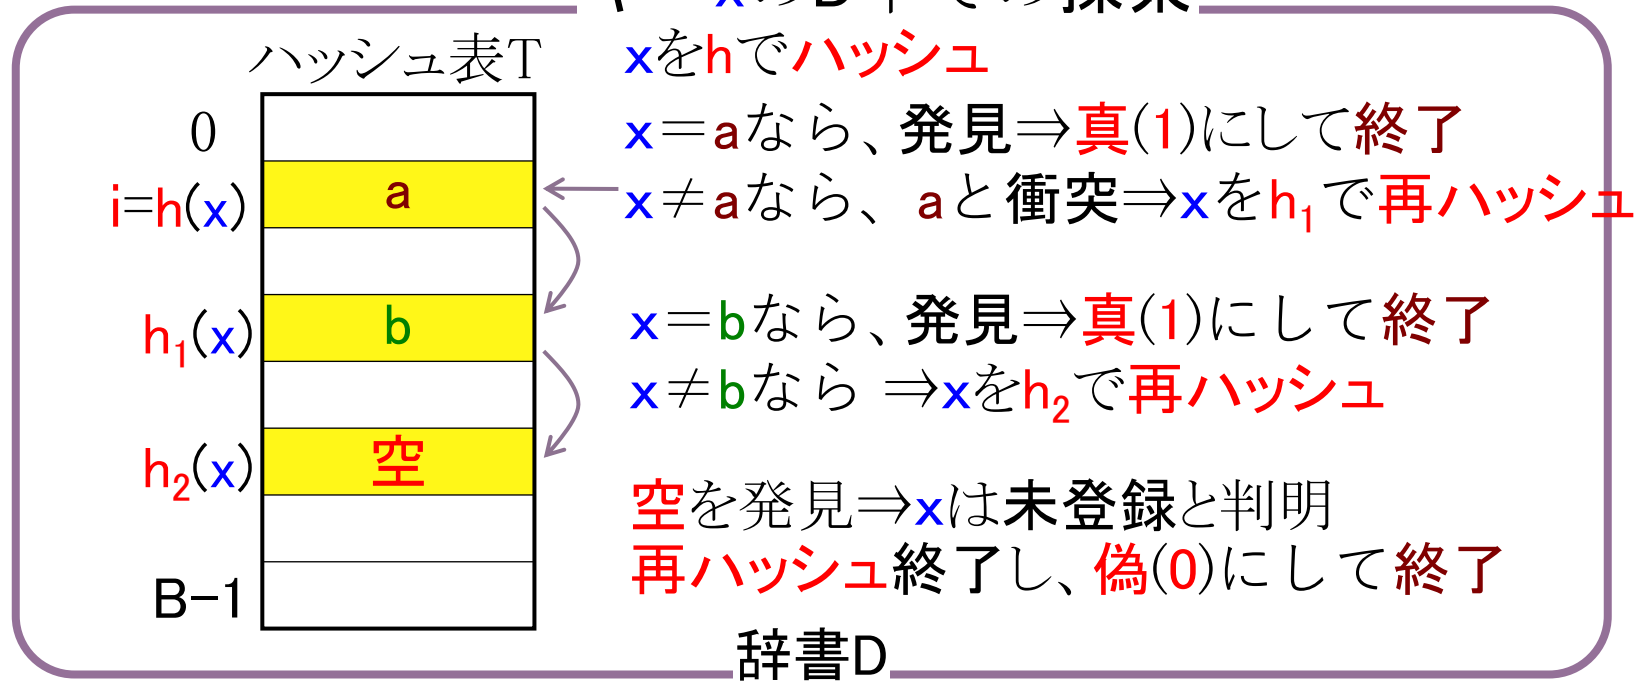 ハッシュ表T
0
i=h(x)
a
h₁(x)
b
h₂(x)
空
B-1
xをhでハッシュ
x=aなら、発見⇒真(1)にして終了
x≠aなら、aと衝突⇒xをh₁で再ハッシュ
x=bなら、発見⇒真(1)にして終了
x≠bなら ⇒xをh₂で再ハッシュ
空を発見⇒xは未登録と判明
再ハッシュ終了し、偽(0)にして終了
辞書D